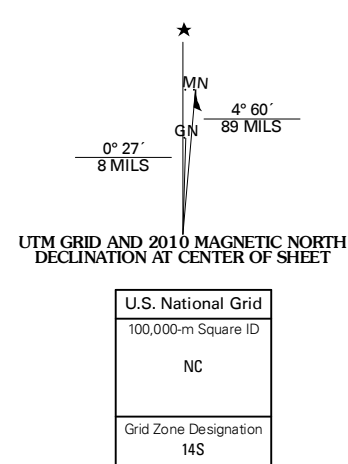 ★
MN
4° 60´
89 MILS
GN
0° 27´
8 MILS
UTM GRID AND 2010 MAGNETIC NORTH
DECLINATION AT CENTER OF SHEET
U.S. National Grid
100,000-m Square ID
NC
Grid Zone Designation
14S